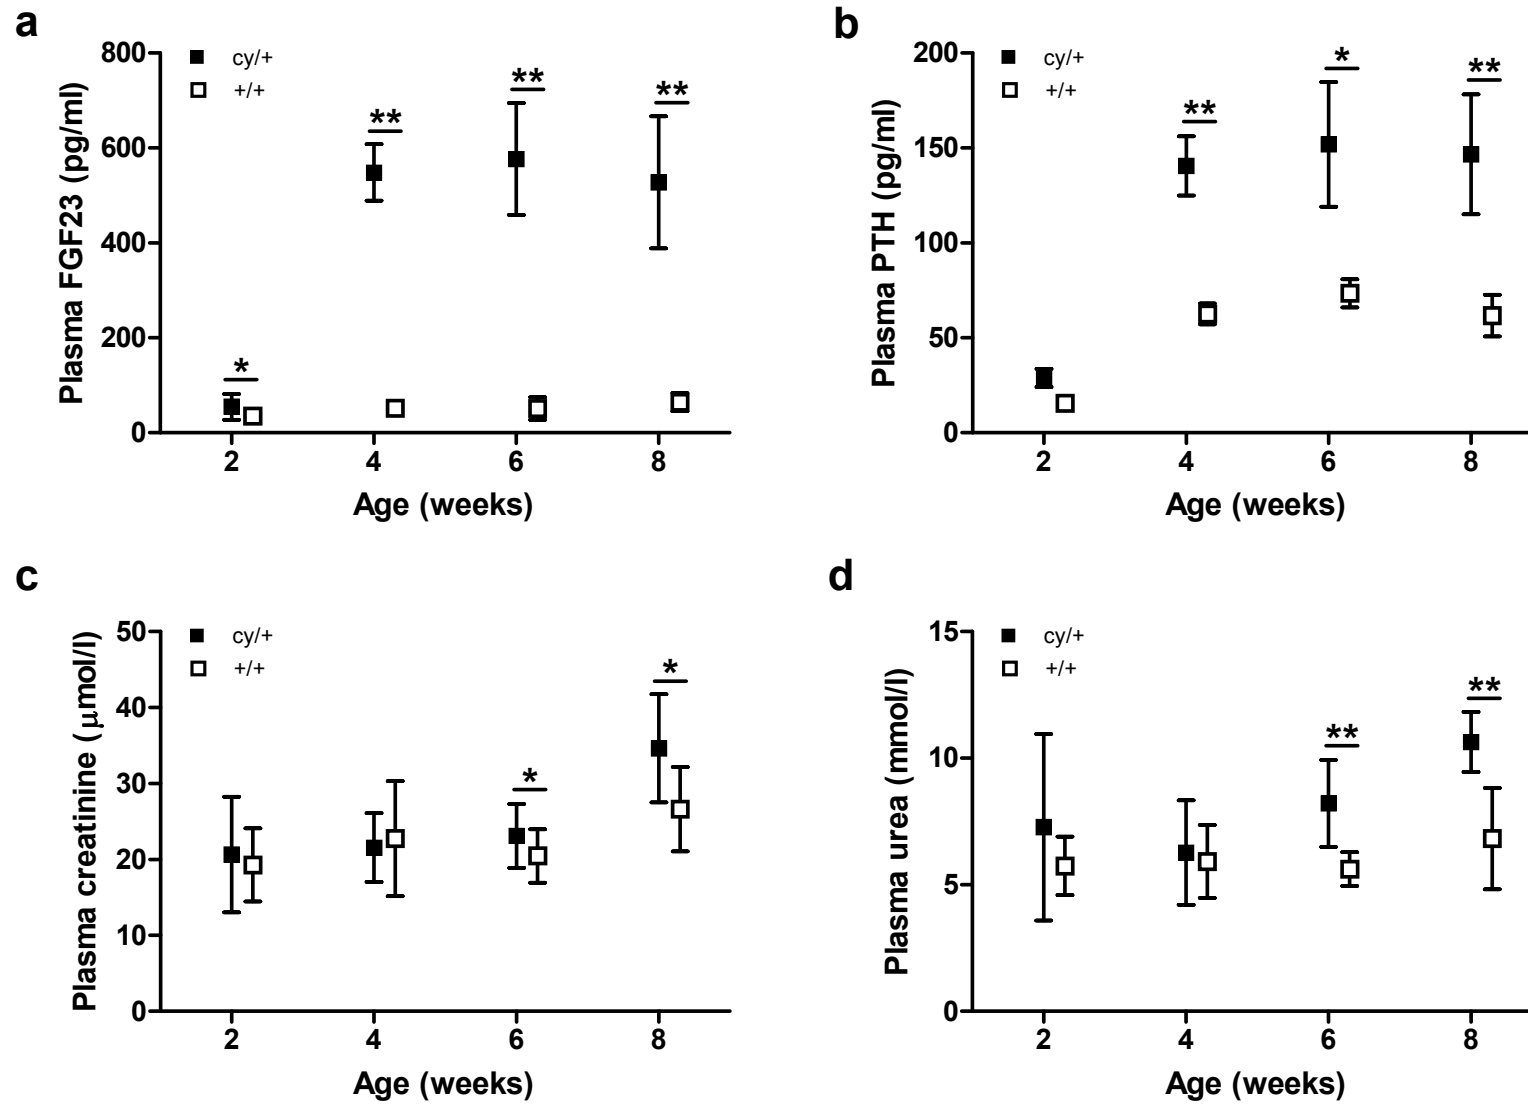 a
800
600
400
200
0
Plasma FGF23 (pg/ml)
cy/+
+/+
*
**
**
**
2 4 6 8
Age (weeks)
b
200
150
100
50
0
Plasma PTH (pg/ml)
cy/+
+/+
**
*
**
2 4 6 8
Age (weeks)
c
50
40
30
20
10
0
Plasma creatinine (μmol/l)
cy/+
+/+
*
*
2 4 6 8
Age (weeks)
d
15
10
5
0
Plasma urea (mmol/l)
cy/+
+/+
**
**
2 4 6 8
Age (weeks)